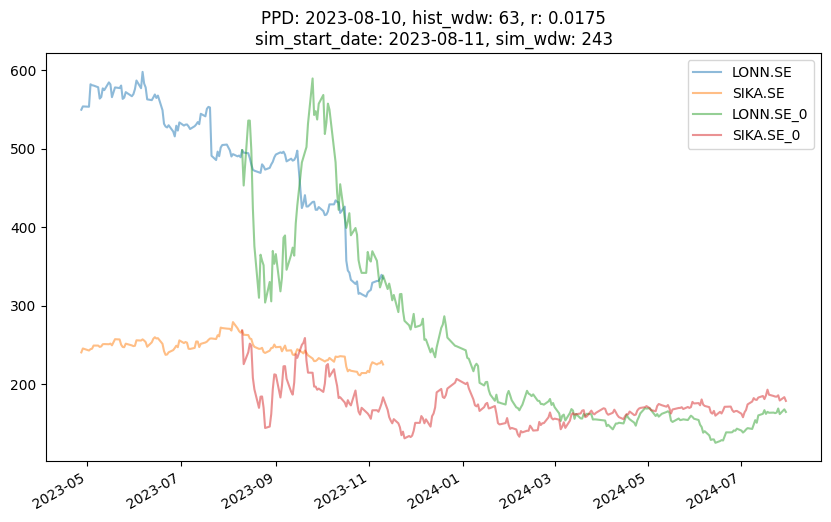 PPD: 2023-08-10, hist_wdw: 63, r: 0.0175
sim_start_date: 2023-08-11, sim_wdw: 243
600
500
400
300
200
LONN.SE
SIKA.SE
LONN.SE_0
SIKA.SE_0
2023-05
2023-07
2023-09
2023-11
2024-01
2024-03
2024-05
2024-07